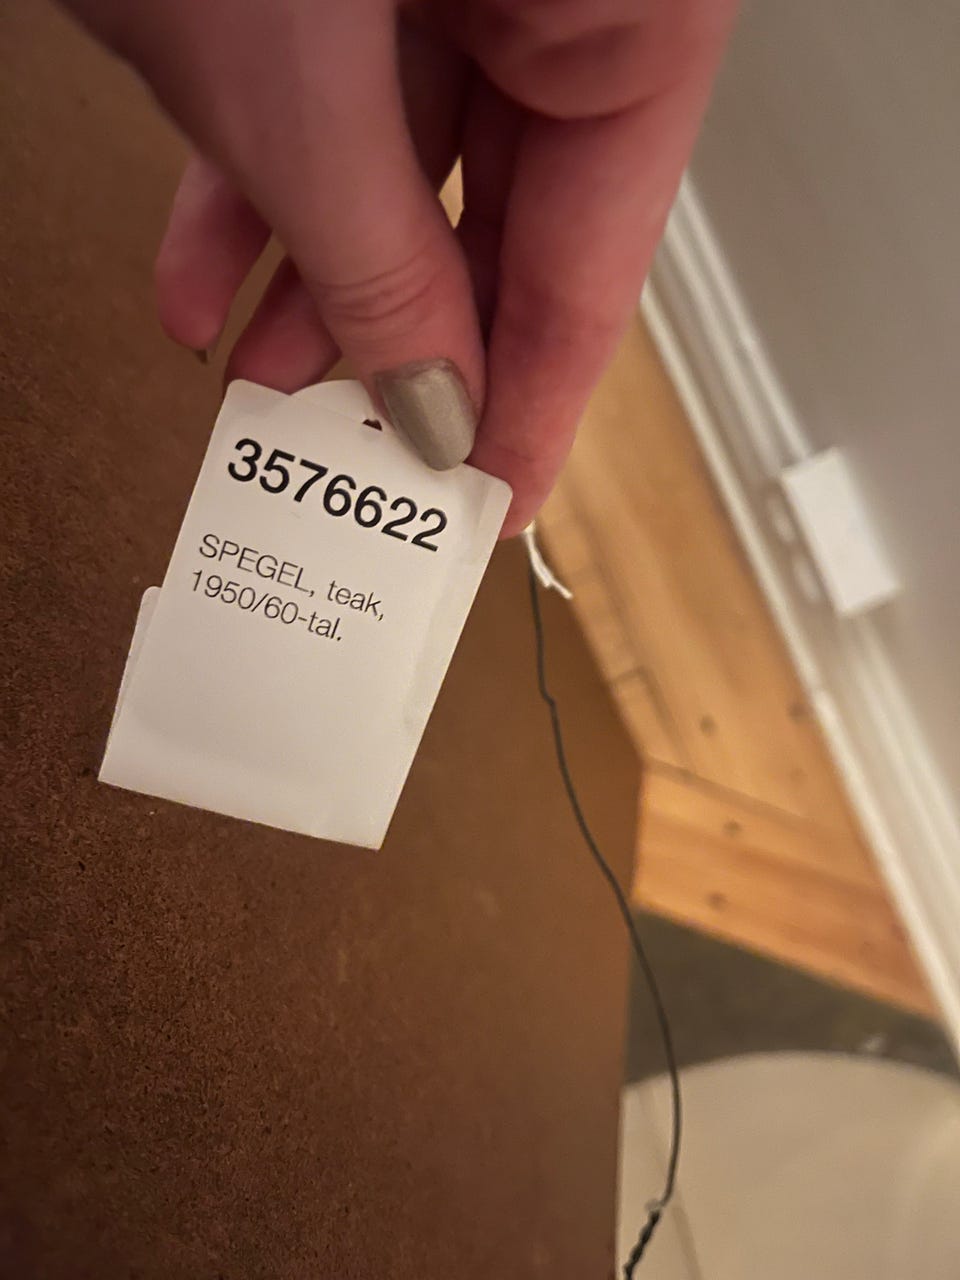 3576622
SPEGEL, teak,
1950/60-tal.